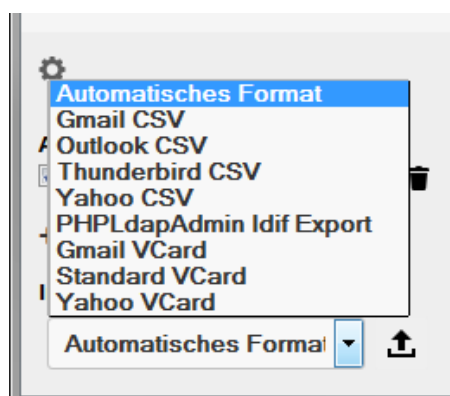 Automatisches Format
Gmail CSV
Outlook CSV
Thunderbird CSV
Yahoo CSV
PHPLdapAdmin Idif Export
Gmail VCard
Standard VCard
Yahoo VCard
Automatisches Format